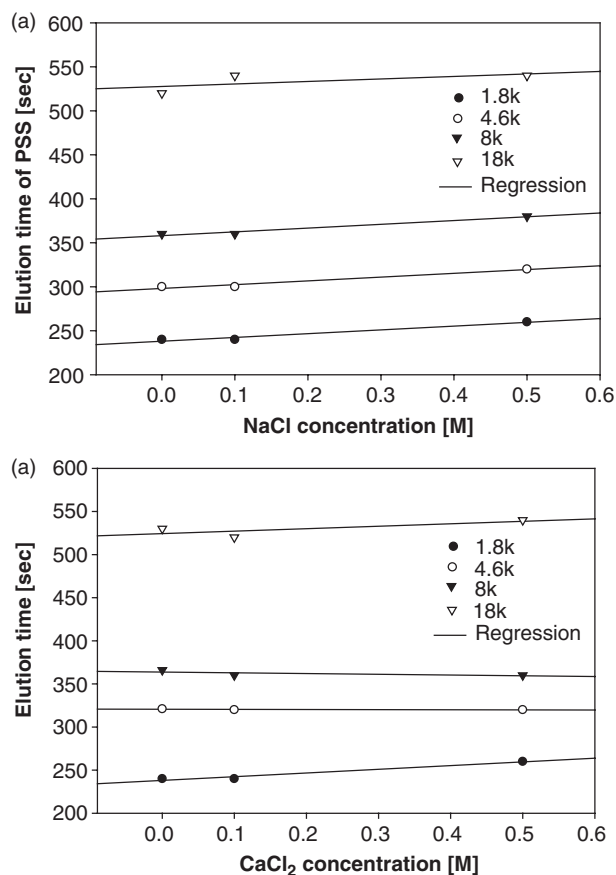 (a)
600
550
500
450
400
350
300
250
200
Elution time of PSS [sec]
1.8k
4.6k
8k
18k
Regression
0.0 0.1 0.2 0.3 0.4 0.5 0.6
NaCl concentration [M]
(a)
600
550
500
450
400
350
300
250
200
Elution time [sec]
1.8k
4.6k
8k
18k
Regression
0.0 0.1 0.2 0.3 0.4 0.5 0.6
CaCl₂ concentration [M]